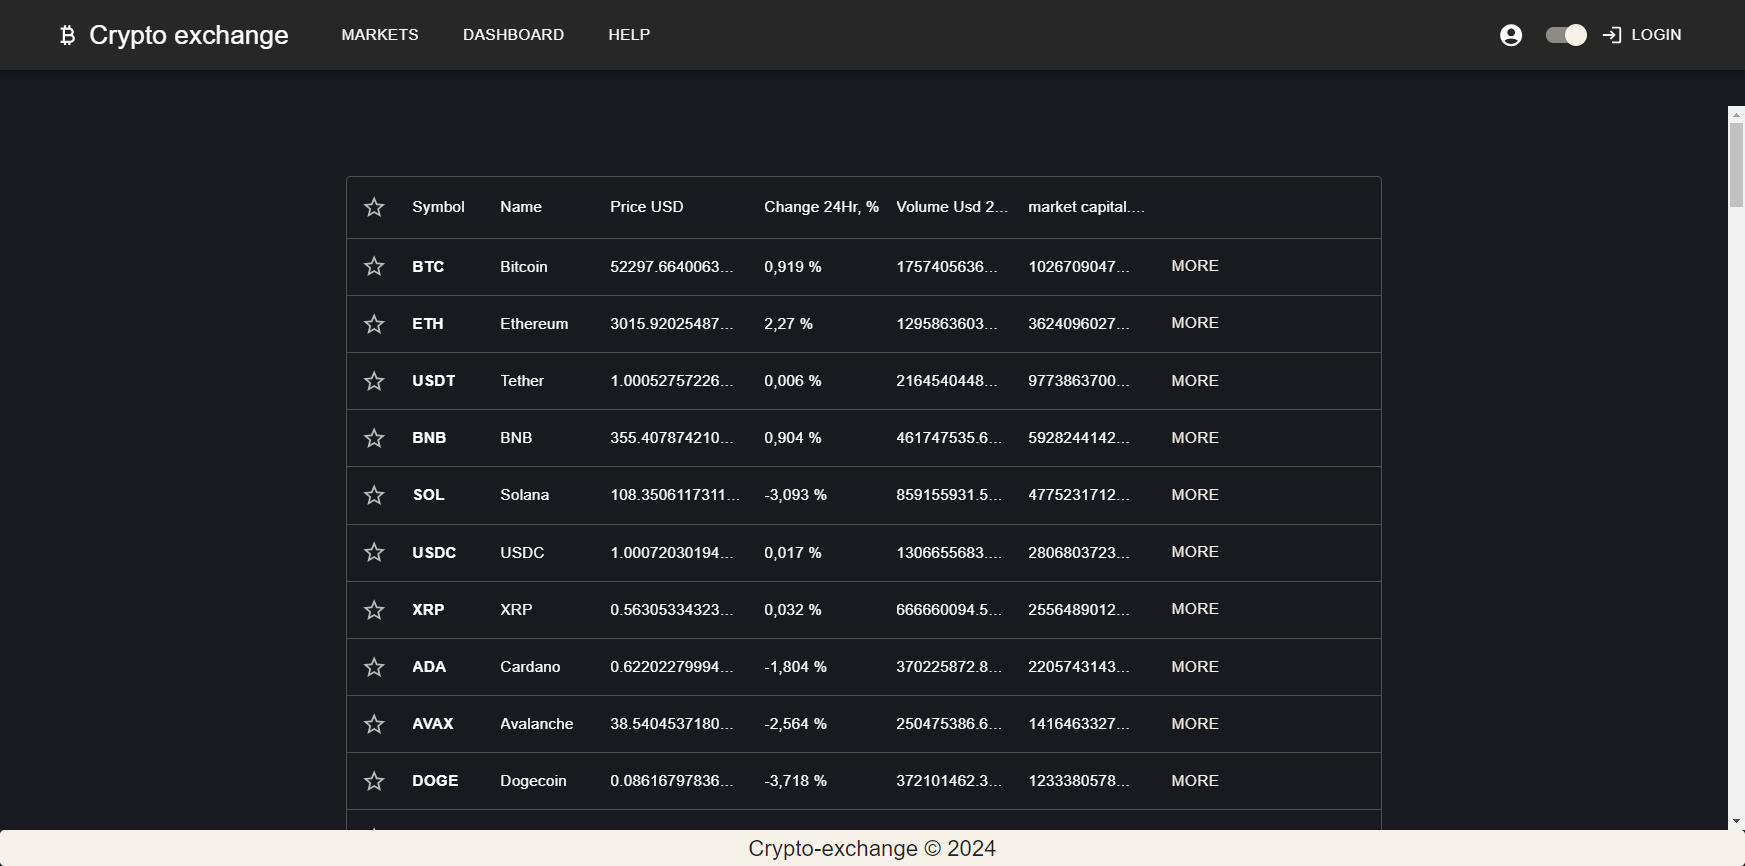 Crypto exchange MARKETS DASHBOARD HELP LOGIN
Symbol Name Price USD Change 24Hr, % Volume Usd 2... market capital....
BTC Bitcoin 52297.6640063... 0,919 % 1757405636... 1026709047... MORE
ETH Ethereum 3015.92025487... 2,27 % 1295863603... 3624096027... MORE
USDT Tether 1.00052757226... 0,006 % 2164540448... 9773863700... MORE
BNB BNB 355.407874210... 0,904 % 461747535.6... 5928244142... MORE
SOL Solana 108.3506117311... -3,093 % 859155931.5... 4775231712... MORE
USDC USDC 1.00072030194... 0,017 % 1306655683.... 2806803723... MORE
XRP XRP 0.56305334323... 0,032 % 666660094.5... 2556489012... MORE
ADA Cardano 0.62202279994... -1,804 % 370225872.8... 2205743143... MORE
AVAX Avalanche 38.5404537180... -2,564 % 250475386.6... 1416463327... MORE
DOGE Dogecoin 0.08616797836... -3,718 % 372101462.3... 1233380578... MORE
Crypto-exchange © 2024